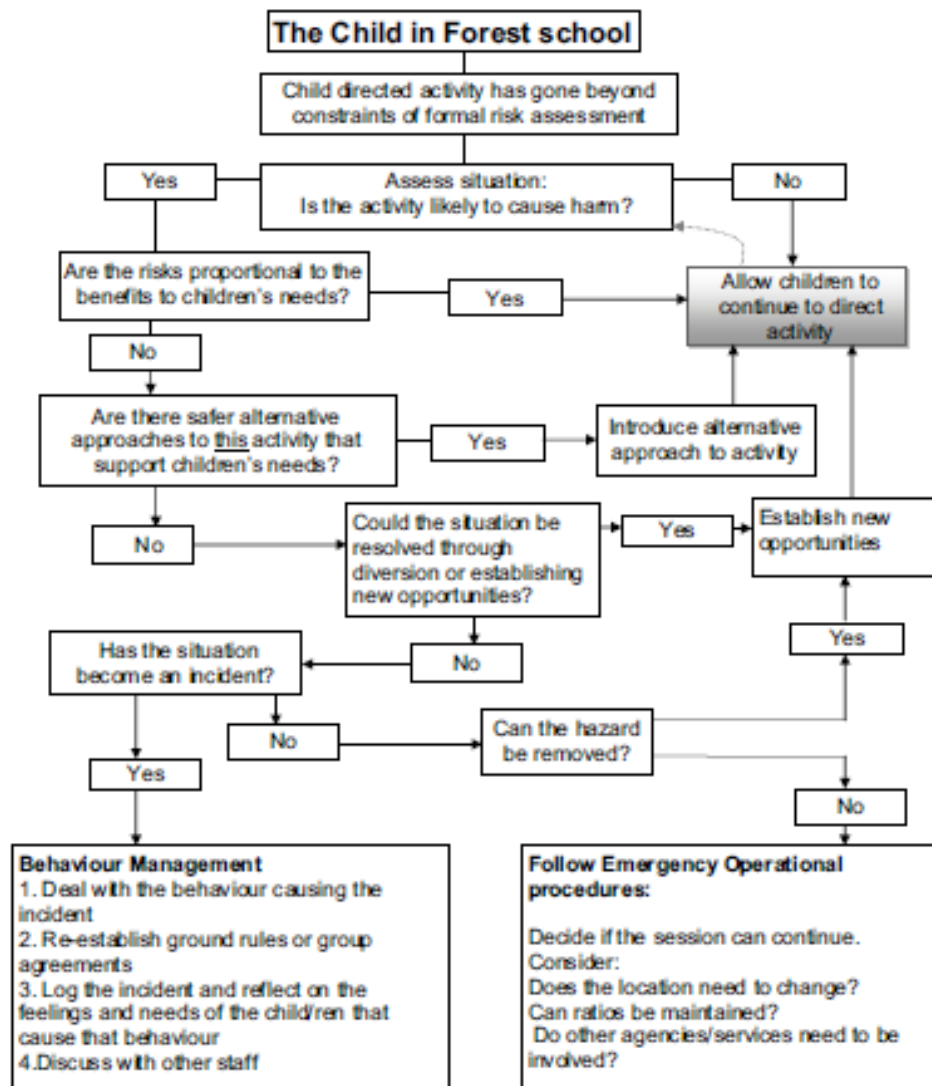 The Child in Forest school
Child directed activity has gone beyond
constraints of formal risk assessment
Yes
Assess situation:
Is the activity likely to cause harm?
No
Are the risks proportional to the
benefits to children's needs?
Yes
Allow children to
continue to direct
activity
No
Are there safer alternative
approaches to this activity that
support children's needs?
Yes
Introduce alternative
approach to activity
No
Could the situation be
resolved through
diversion or establishing
new opportunities?
Yes
Establish new
opportunities
Has the situation
become an incident?
No
Yes
No
Can the hazard
be removed?
Yes
No
Behaviour Management
1. Deal with the behaviour causing the
incident
2. Re-establish ground rules or group
agreements
3. Log the incident and reflect on the
feelings and needs of the child/ren that
cause that behaviour
4.Discuss with other staff
Follow Emergency Operational
procedures:
Decide if the session can continue.
Consider:
Does the location need to change?
Can ratios be maintained?
Do other agencies/services need to be
involved?